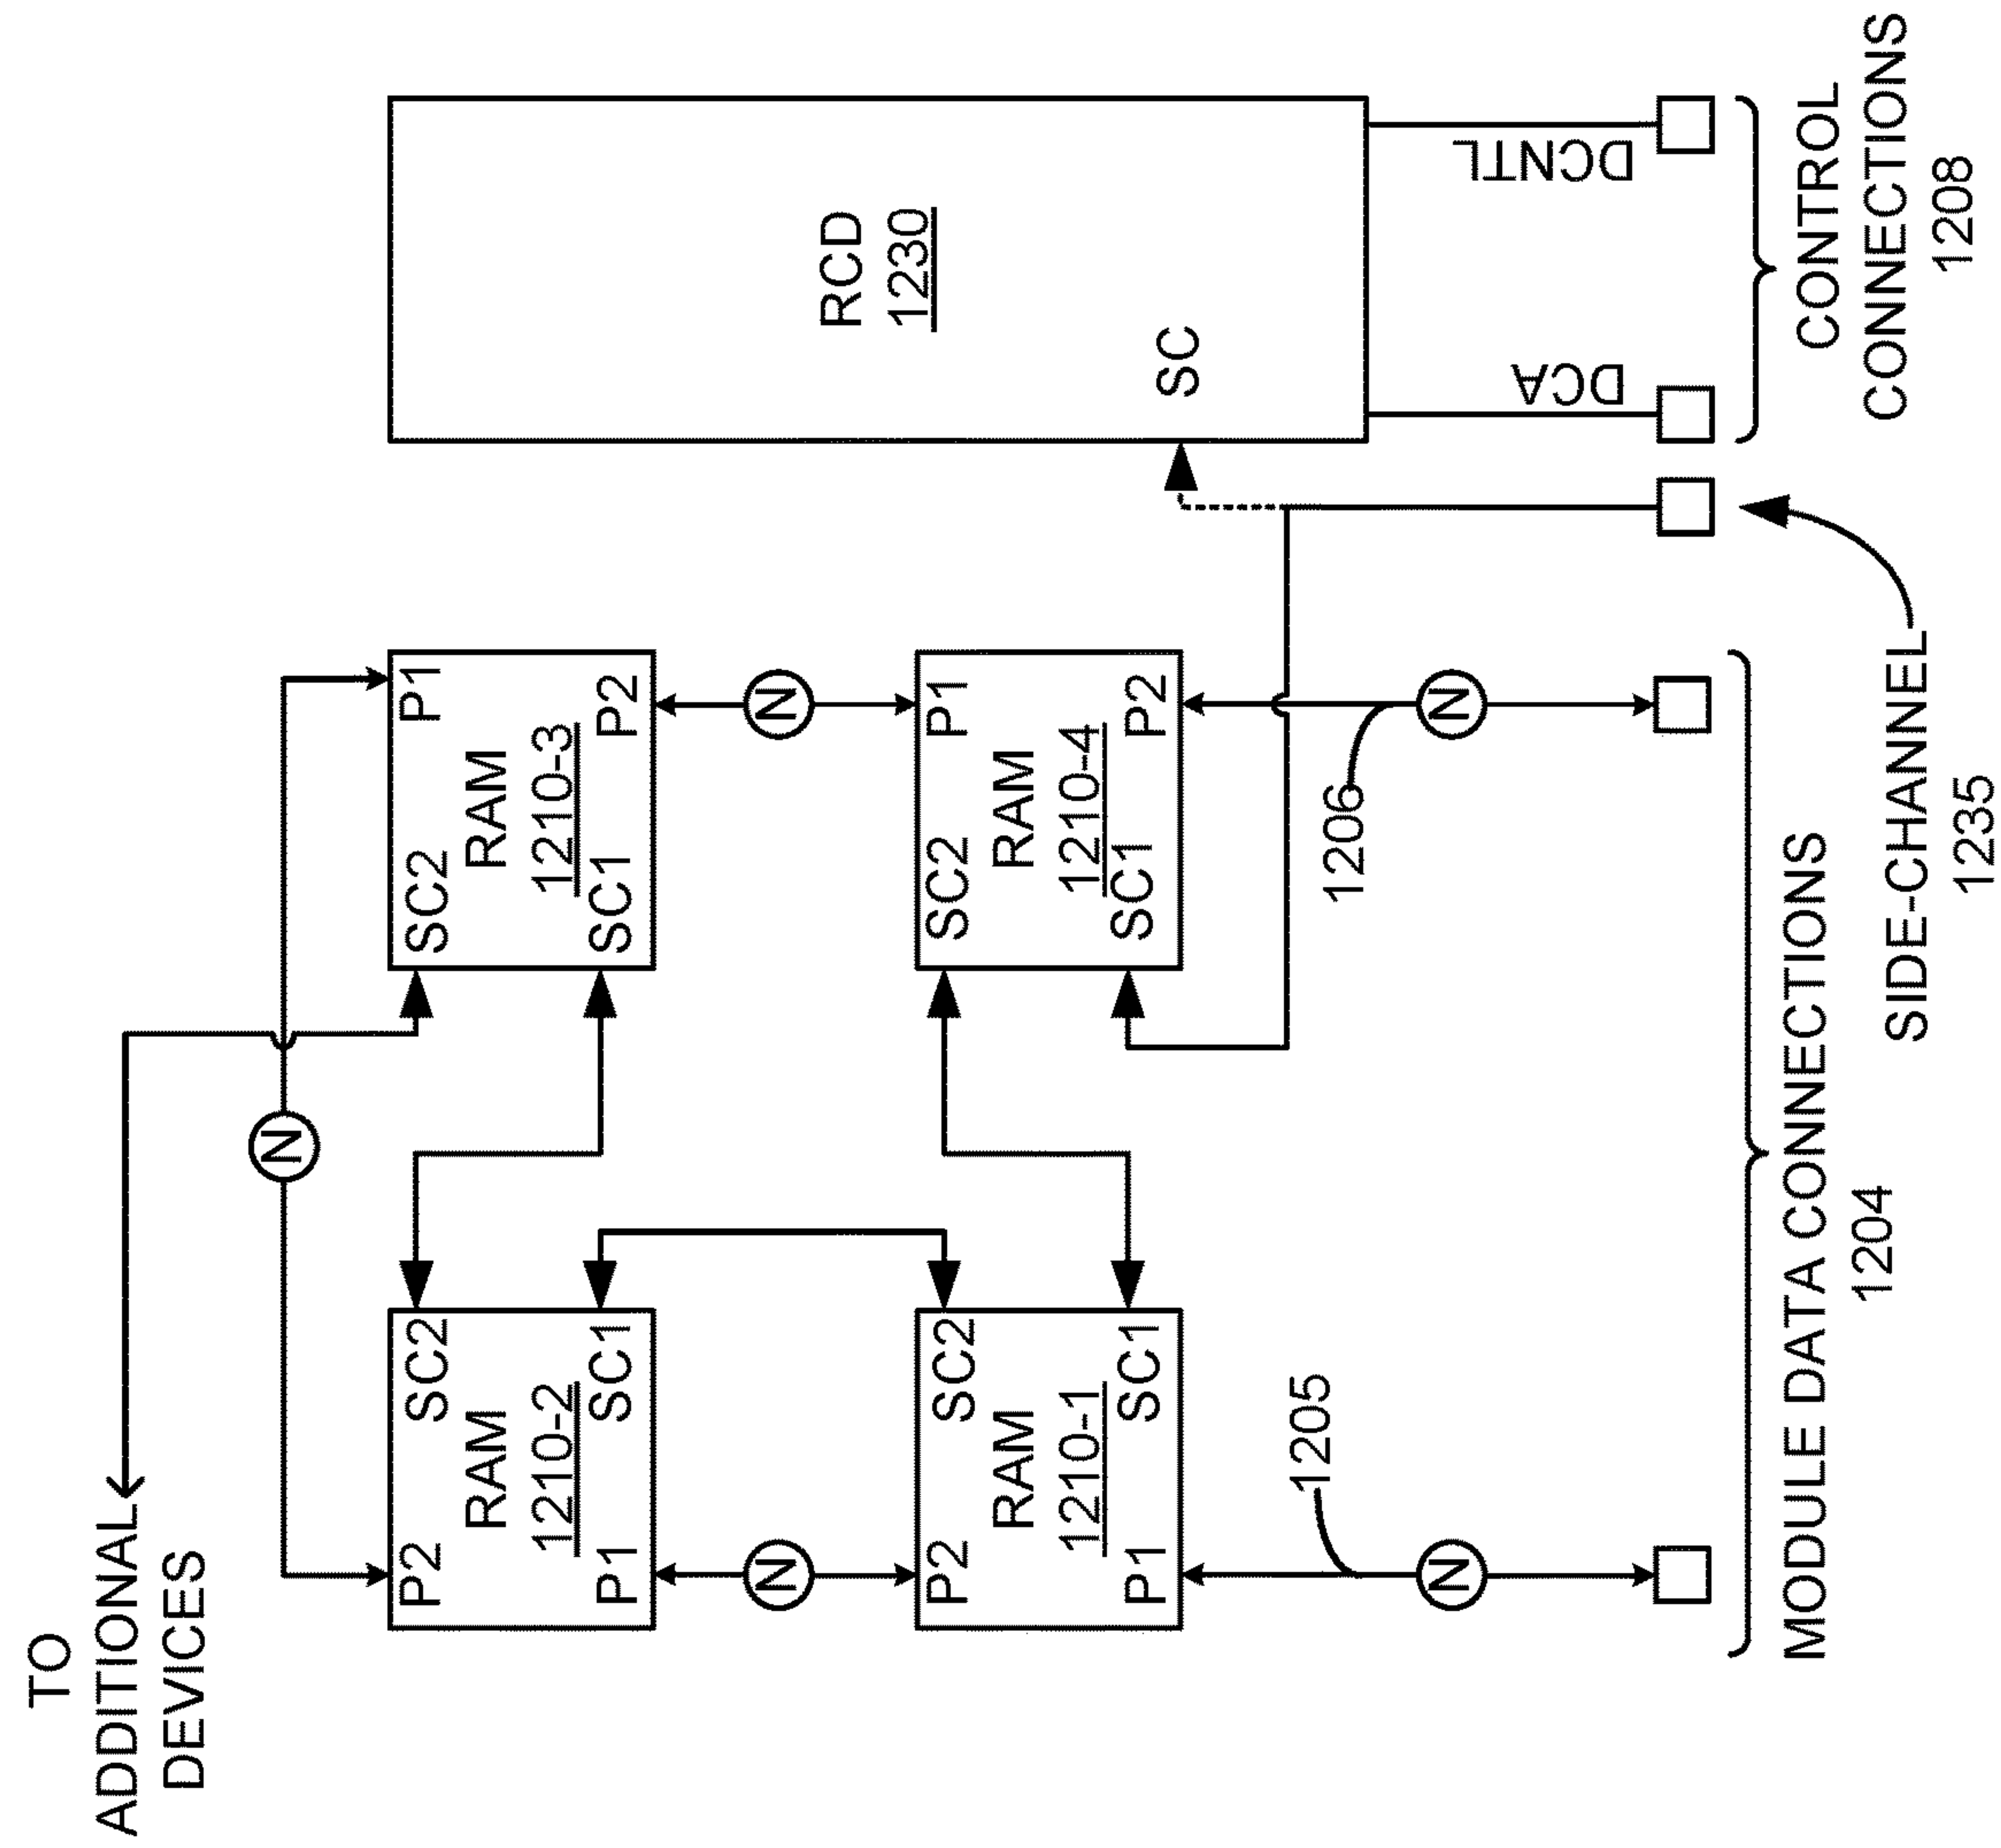 TO
ADDITIONAL
DEVICES
N
P2
SC2
RAM
1210-2
P1
SC1
SC2
P1
RAM
1210-3
SC1
P2
N
N
P2
SC2
RAM
1210-1
P1
SC1
SC2
P1
RAM
1210-4
SC1
P2
1205
N
1206
N
RCD
1230
SC
DCA
DCNTL
MODULE DATA CONNECTIONS
1204
SIDE-CHANNEL
1235
CONTROL
CONNECTIONS
1208